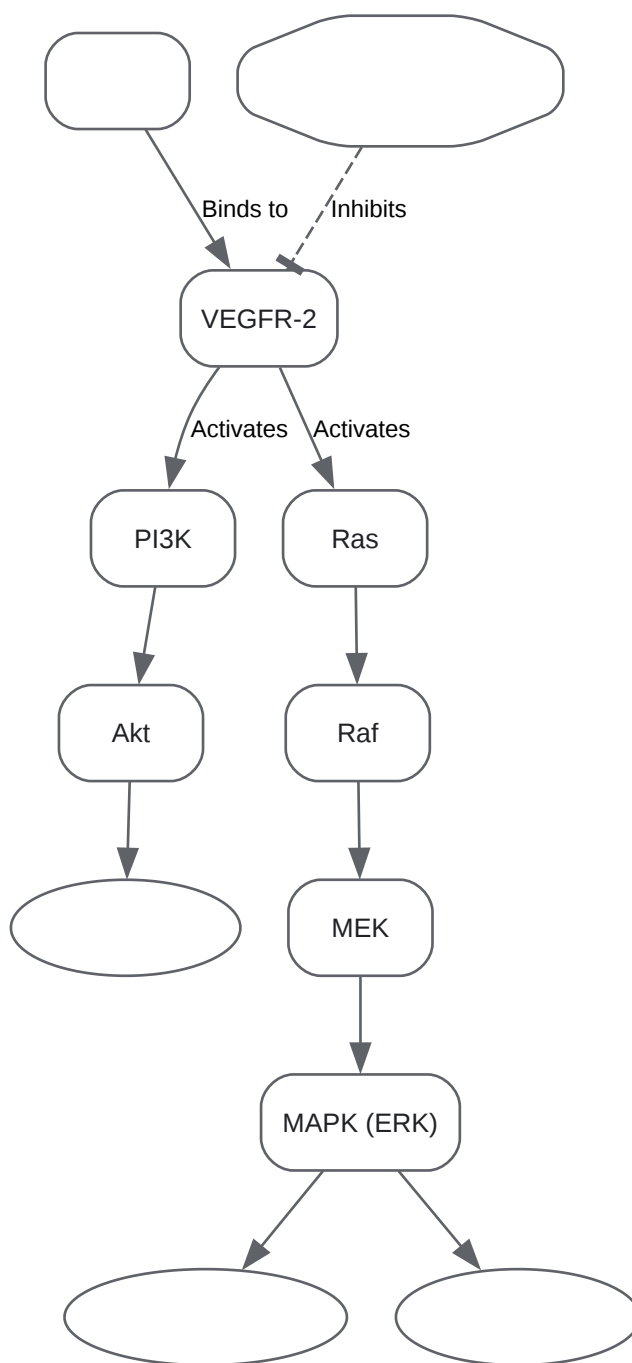 Binds to
Inhibits
VEGFR-2
Activates
Activates
PI3K
Ras
Akt
Raf
MEK
MAPK (ERK)